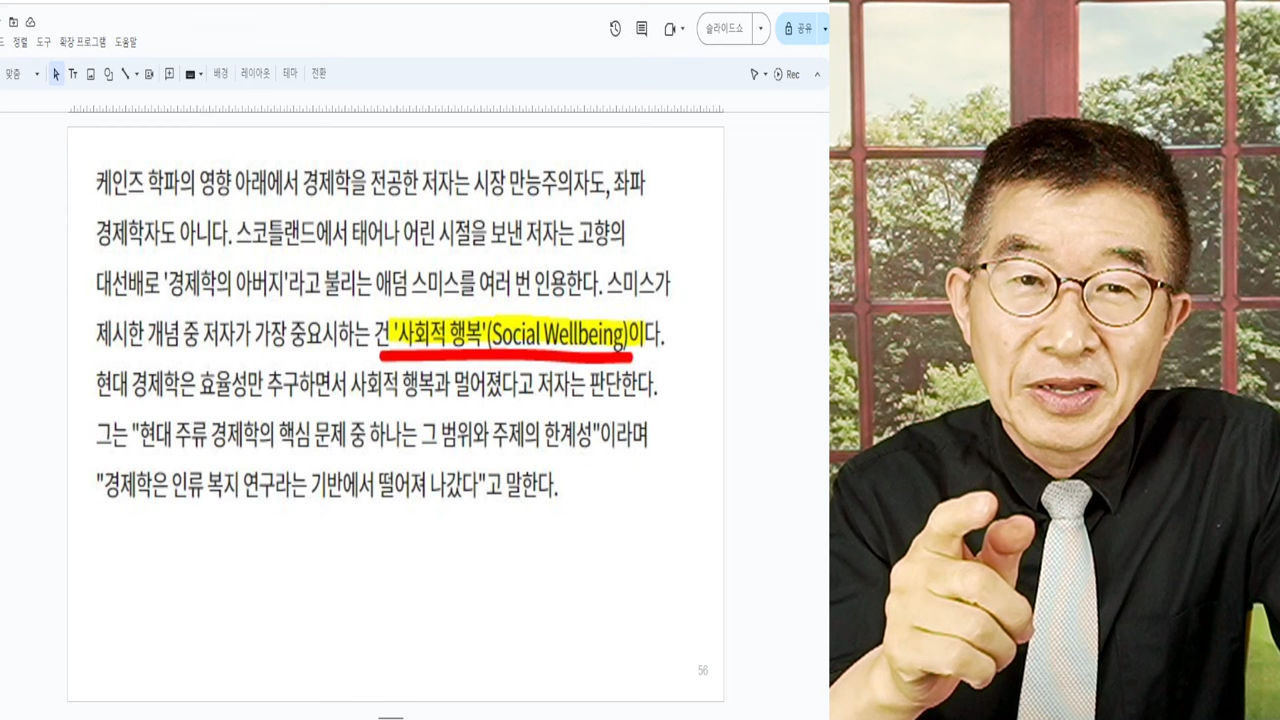 정렬 도구 확장 프로그램 도움말
슬라이드쇼
공유
맞춤
배경 레이아웃 테마 전환
Rec
케인즈 학파의 영향 아래에서 경제학을 전공한 저자는 시장 만능주의자도, 좌파
경제학자도 아니다. 스코틀랜드에서 태어나 어린 시절을 보낸 저자는 고향의
대선배로 '경제학의 아버지'라고 불리는 애덤 스미스를 여러 번 인용한다. 스미스가
제시한 개념 중 저자가 가장 중요시하는 건 '사회적 행복'(Social Wellbeing)이다.
현대 경제학은 효율성만 추구하면서 사회적 행복과 멀어졌다고 저자는 판단한다.
그는 "현대 주류 경제학의 핵심 문제 중 하나는 그 범위와 주제의 한계성"이라며
"경제학은 인류 복지 연구라는 기반에서 떨어져 나갔다"고 말한다.
56